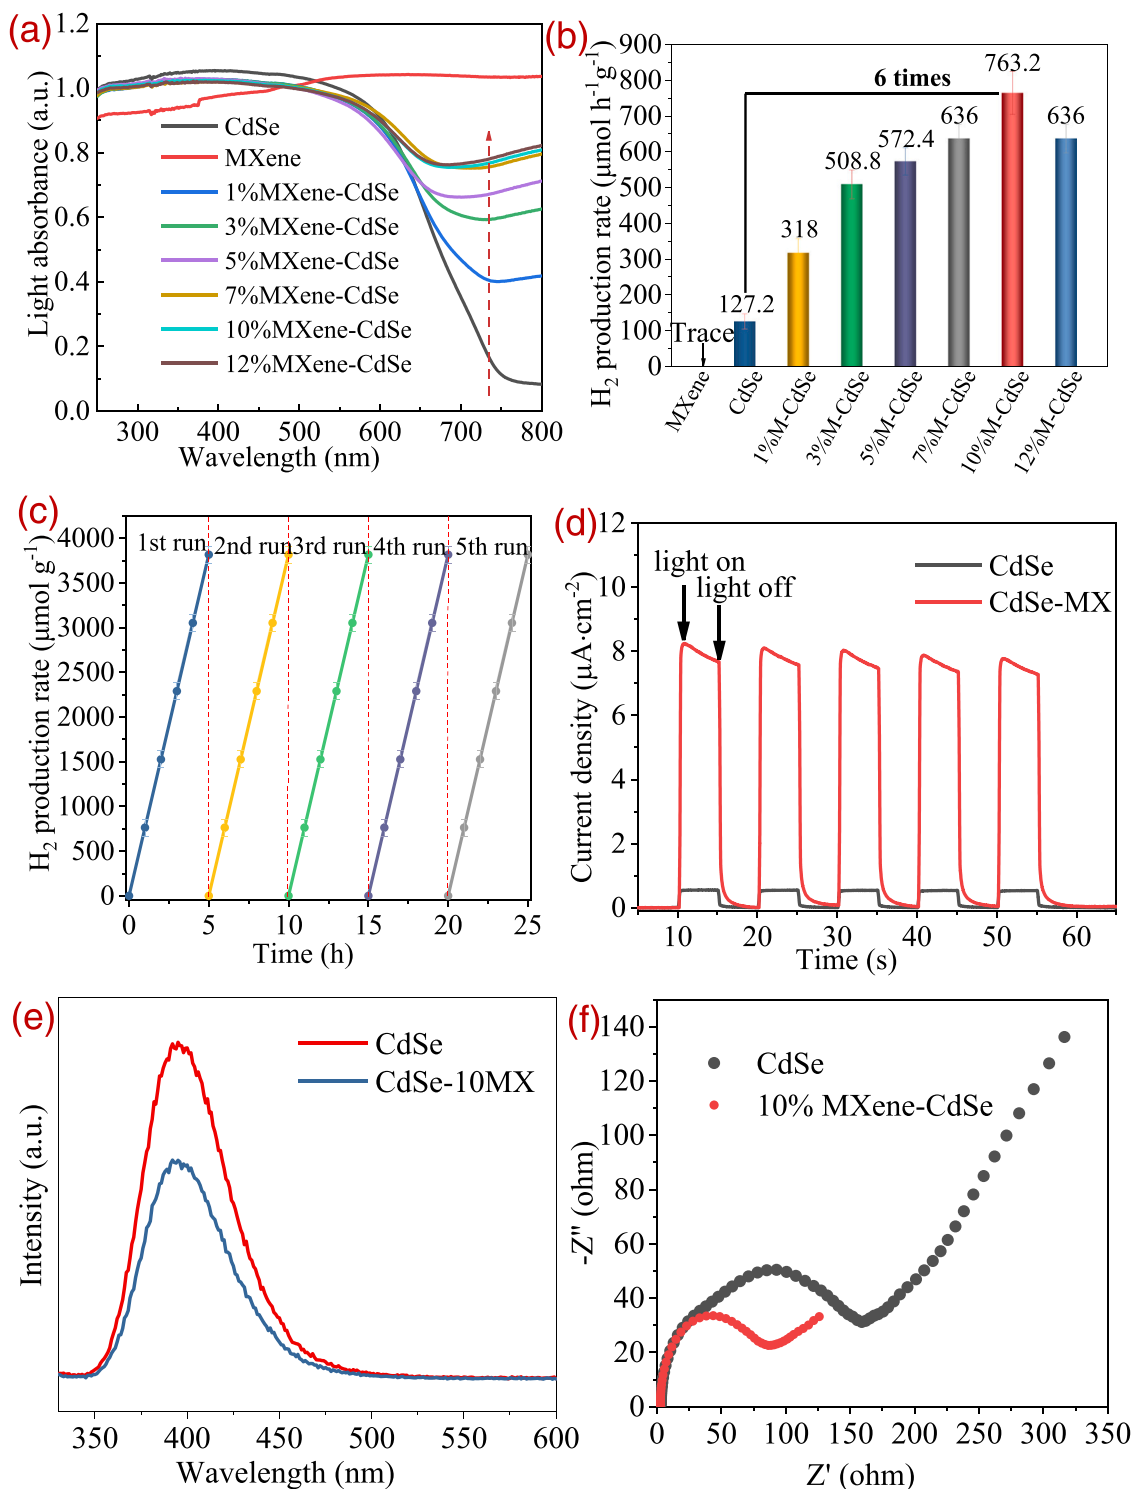 (a)
1.2
1.0
0.8
0.6
0.4
0.2
0.0
Light absorbance (a.u.)
CdSe
MXene
1%MXene-CdSe
3%MXene-CdSe
5%MXene-CdSe
7%MXene-CdSe
10%MXene-CdSe
12%MXene-CdSe
300 400 500 600 700 800
Wavelength (nm)
(b)
900
800
700
600
500
400
300
200
100
0
H₂ production rate (μmol h⁻¹g⁻¹)
6 times
Trace
127.2
318
508.8
572.4
636
763.2
636
MXene
CdSe
1%M-CdSe
3%M-CdSe
5%M-CdSe
7%M-CdSe
10%M-CdSe
12%M-CdSe
(c)
4000
3500
3000
2500
2000
1500
1000
500
0
H₂ production rate (μmol g⁻¹)
1st run 2nd run 3rd run 4th run 5th run
0 5 10 15 20 25
Time (h)
(d)
12
10
8
6
4
2
0
Current density (μA·cm⁻²)
light on
light off
CdSe
CdSe-MX
10 20 30 40 50 60
Time (s)
(e)
Intensity (a.u.)
CdSe
CdSe-10MX
350 400 450 500 550 600
Wavelength (nm)
(f)
140
120
100
80
60
40
20
0
-Z'' (ohm)
CdSe
10% MXene-CdSe
0 50 100 150 200 250 300 350
Z' (ohm)